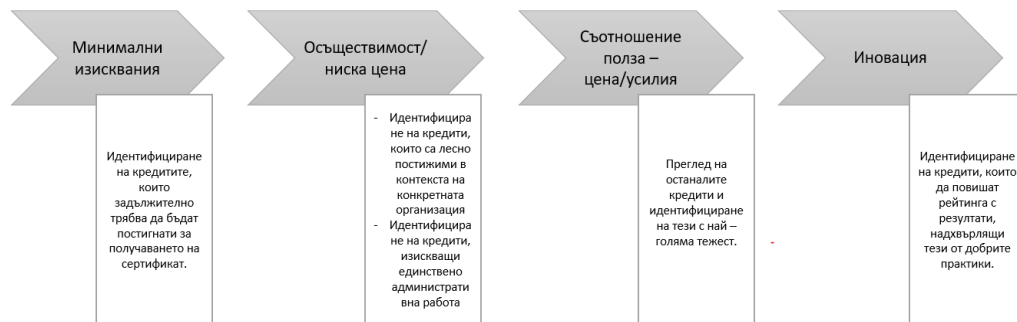 Минимални
изисквания
Идентифициране
на кредитите,
които
задължително
трябва да бъдат
постигнати за
получаването на
сертификат.
Осъществимост/
ниска цена
- Идентифицира
не на кредити,
които са лесно
постижими в
контекста на
конкретната
организация
- Идентифицира
не на кредити,
изискващи
единствено
администрати
вна работа
Съотношение
полза –
цена/усилия
Преглед на
останалите
кредити и
идентифициране
на тези с най –
голяма тежест.
-
Иновация
Идентифициране
на кредити, които
да повишат
рейтинга с
резултати,
надхвърлящи
тези от добрите
практики.